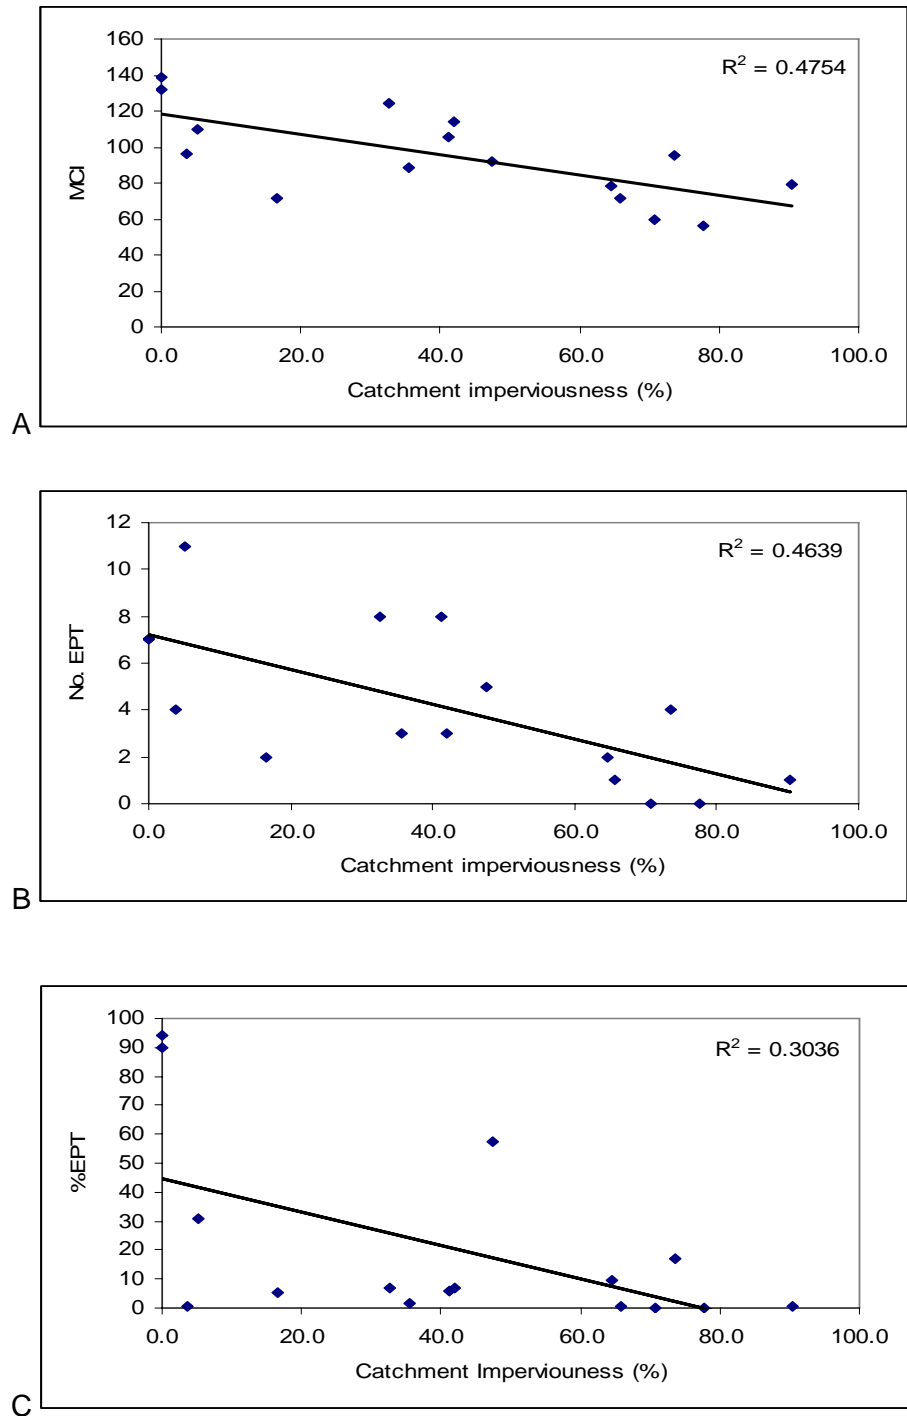 160
140
120
100
80
60
40
20
0
MCI
R² = 0.4754
0.0 20.0 40.0 60.0 80.0 100.0
Catchment imperviousness (%)
A
12
10
8
6
4
2
0
No. EPT
R² = 0.4639
0.0 20.0 40.0 60.0 80.0 100.0
Catchment imperviousness (%)
B
100
90
80
70
60
50
40
30
20
10
0
%EPT
R² = 0.3036
0.0 20.0 40.0 60.0 80.0 100.0
Catchment Imperviouness (%)
C